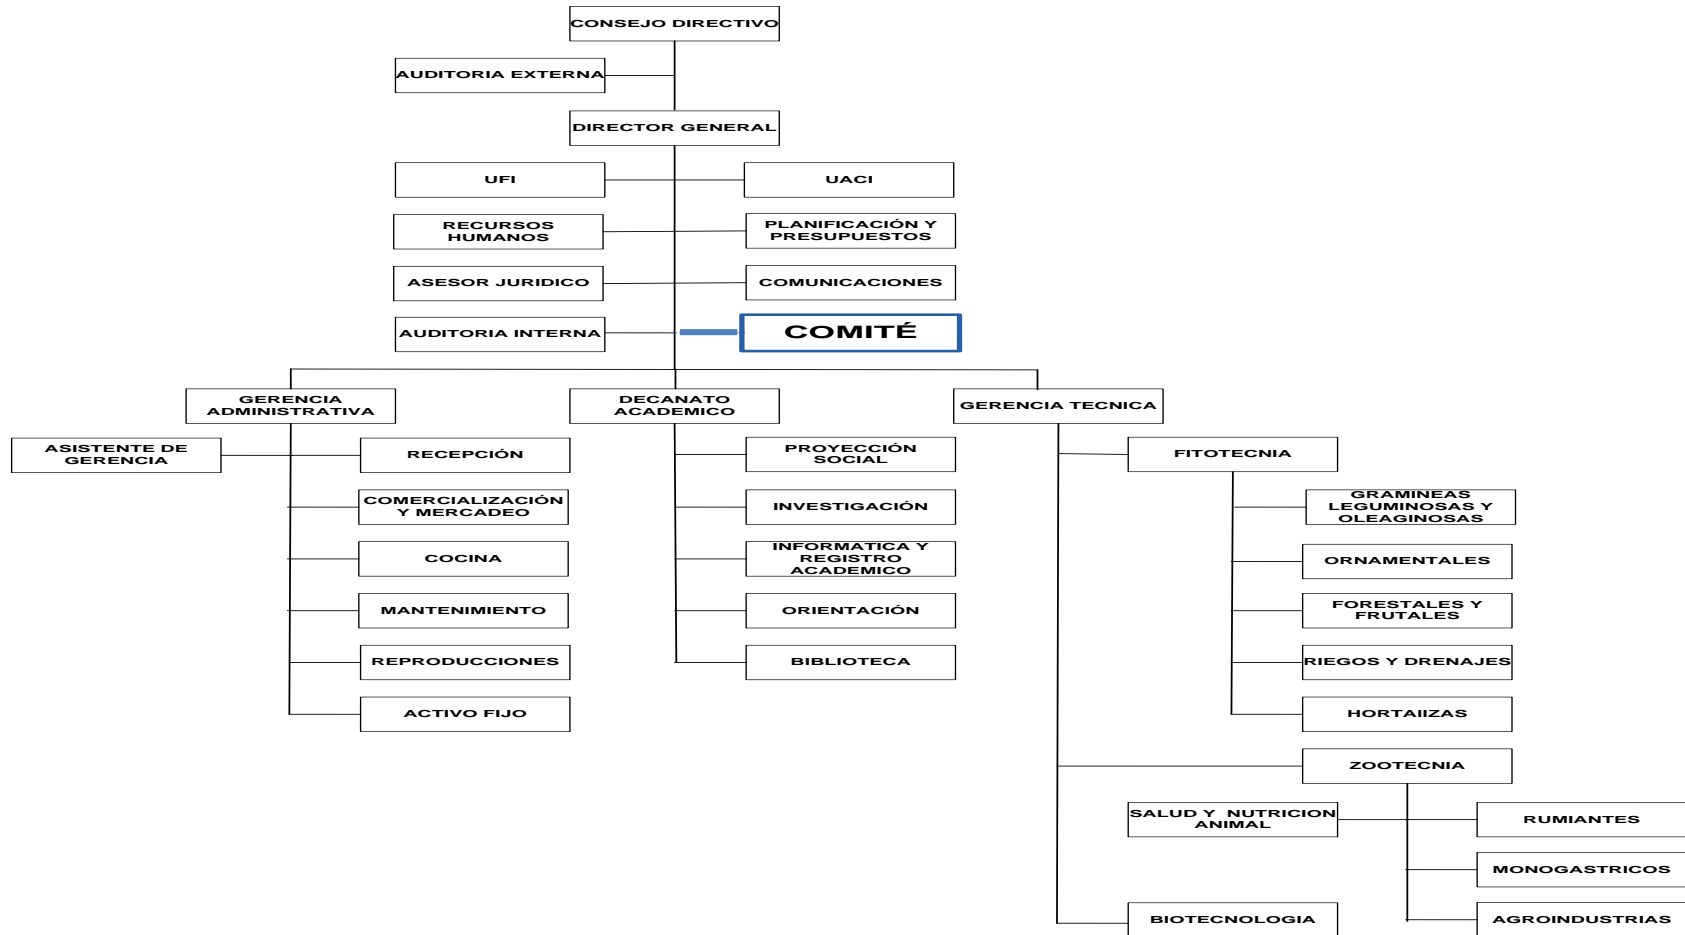 CONSEJO DIRECTIVO
AUDITORIA EXTERNA
DIRECTOR GENERAL
UFI
UACI
RECURSOS
HUMANOS
PLANIFICACIÓN Y
PRESUPUESTOS
ASESOR JURIDICO
COMUNICACIONES
AUDITORIA INTERNA
COMITÉ
GERENCIA
ADMINISTRATIVA
DECANATO
ACADEMICO
GERENCIA TECNICA
ASISTENTE DE
GERENCIA
RECEPCIÓN
PROYECCIÓN
SOCIAL
FITOTECNIA
COMERCIALIZACIÓN
Y MERCADEO
INVESTIGACIÓN
GRAMINEAS
LEGUMINOSAS Y
OLEAGINOSAS
COCINA
INFORMATICA Y
REGISTRO
ACADEMICO
ORNAMENTALES
MANTENIMIENTO
ORIENTACIÓN
FORESTALES Y
FRUTALES
REPRODUCCIONES
BIBLIOTECA
RIEGOS Y DRENAJES
ACTIVO FIJO
HORTAIIZAS
ZOOTECNIA
SALUD Y NUTRICION
ANIMAL
RUMIANTES
MONOGASTRICOS
BIOTECNOLOGIA
AGROINDUSTRIAS